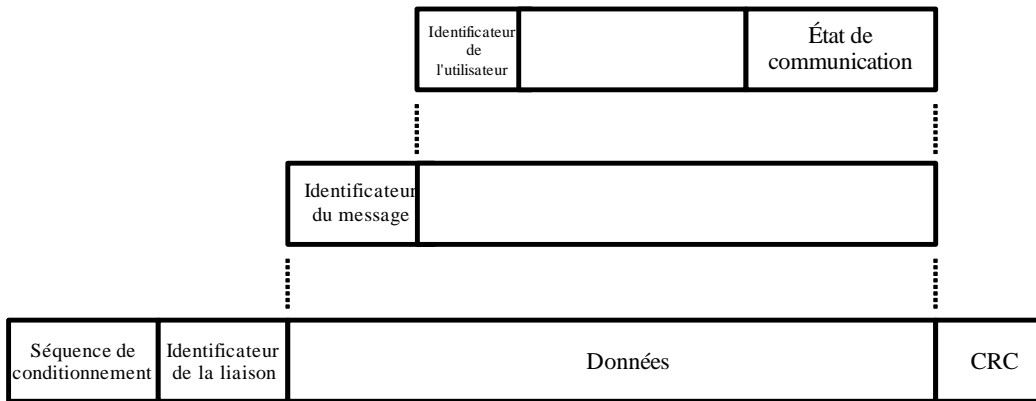 Identificateur
de
l'utilisateur
État de
communication
Identificateur
du message
Séquence de
conditionnement
Identificateur
de la liaison
Données
CRC